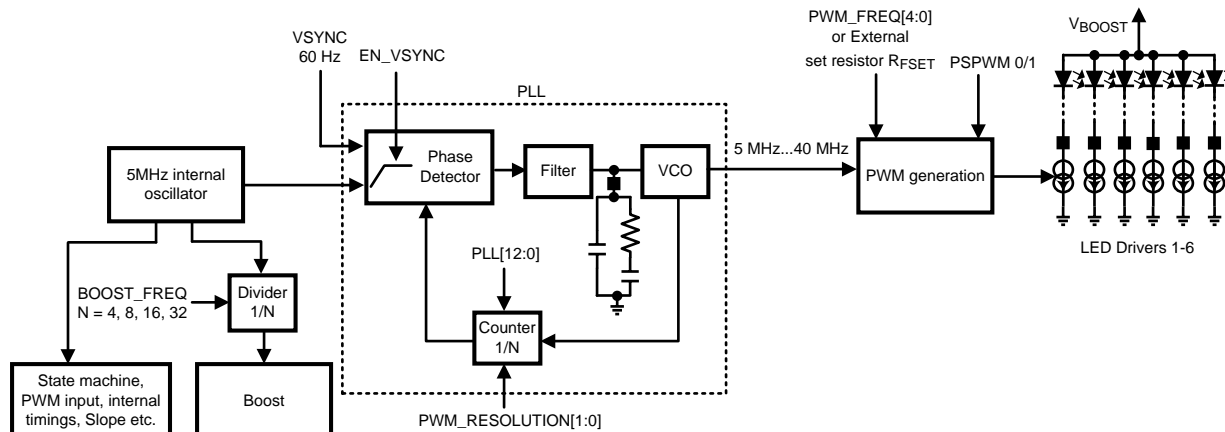 VSYNC
60 Hz
EN_VSYNC
PWM_FREQ[4:0]
or External
set resistor RFSET
PSPWM 0/1
VBOOST
PLL
5MHz internal
oscillator
Phase
Detector
Filter
VCO
5 MHz...40 MHz
PWM generation
LED Drivers 1-6
PLL[12:0]
BOOST_FREQ
N = 4, 8, 16, 32
Divider
1/N
Counter
1/N
State machine,
PWM input, internal
timings, Slope etc.
Boost
PWM_RESOLUTION[1:0]